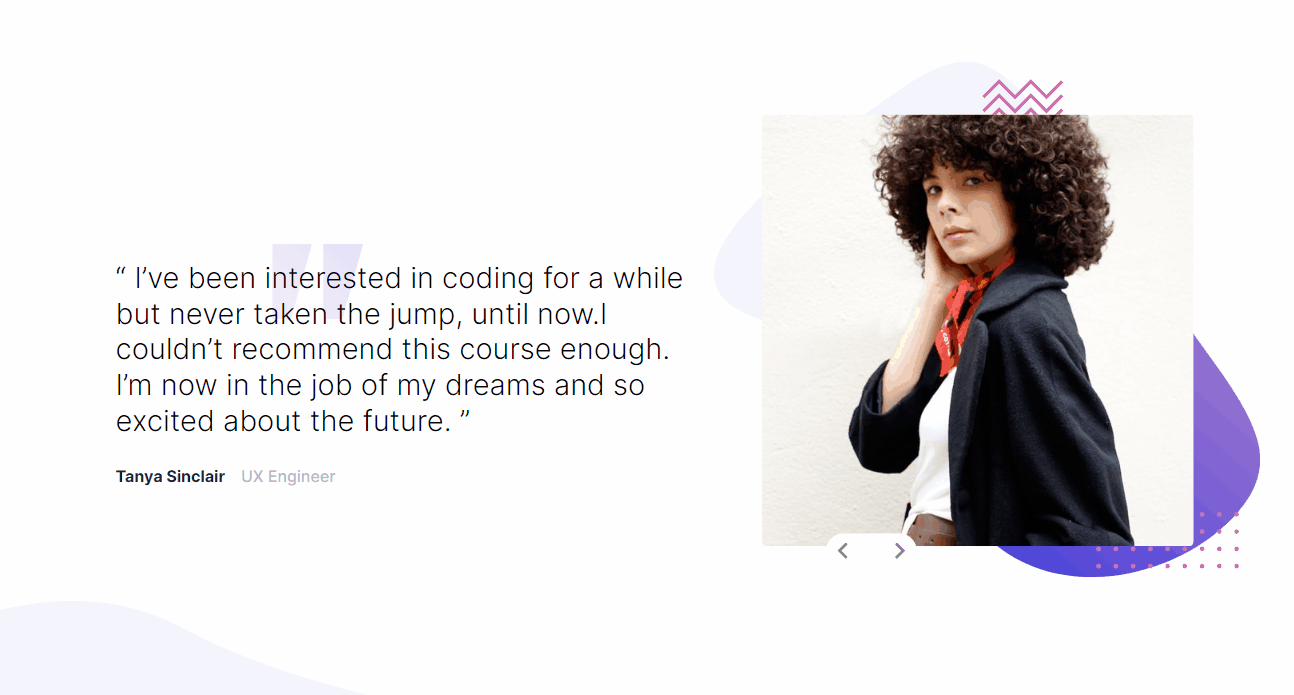 “ I’ve been interested in coding for a while
but never taken the jump, until now.I
couldn’t recommend this course enough.
I’m now in the job of my dreams and so
excited about the future. ”
Tanya Sinclair UX Engineer